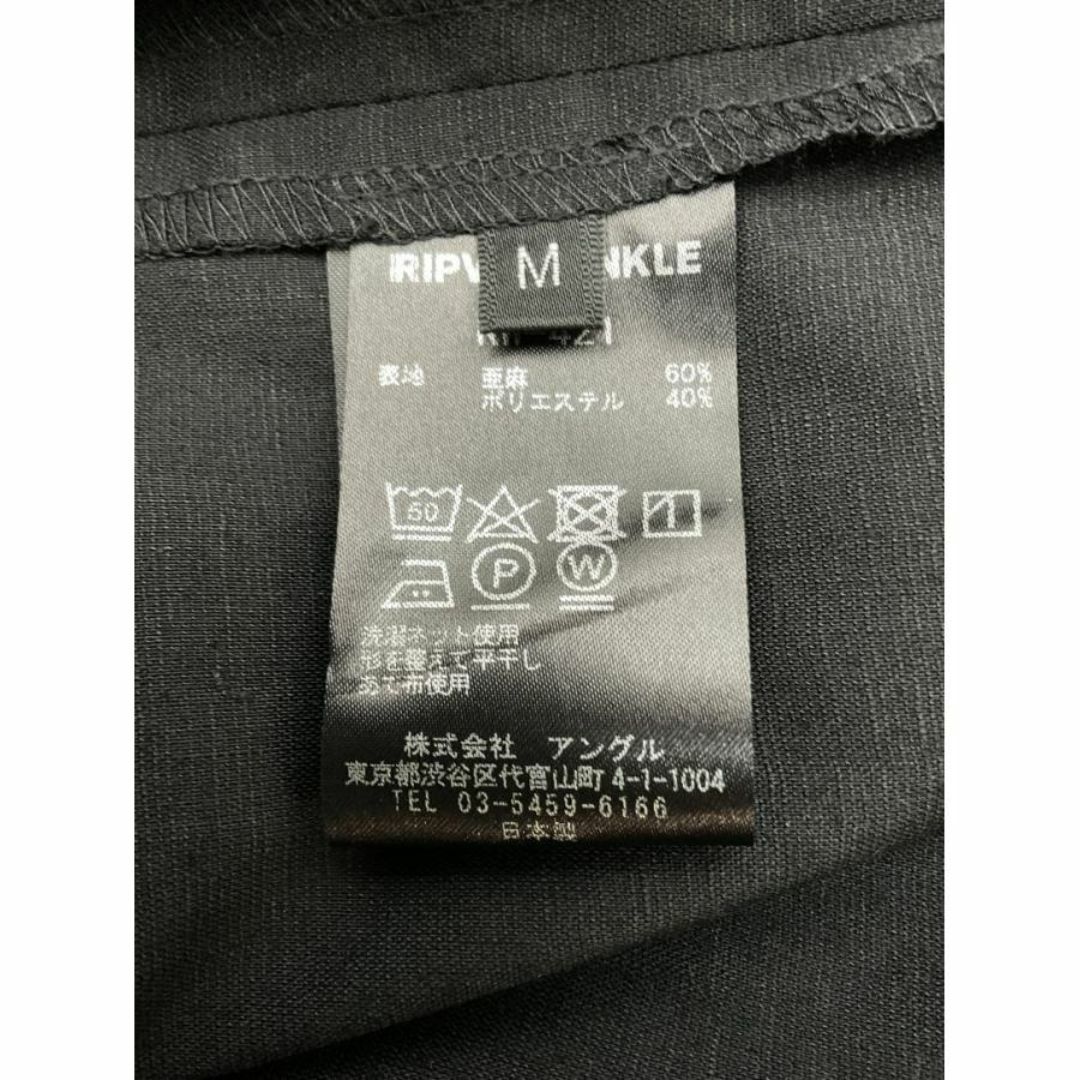 M
表地 亜麻 60%
ポリエステル 40%
50
P W
洗濯ネット使用
形を整えて平干し
あて布使用
株式会社 アングル
東京都渋谷区代官山町4-1-1004
TEL 03-5459-6166
日本製